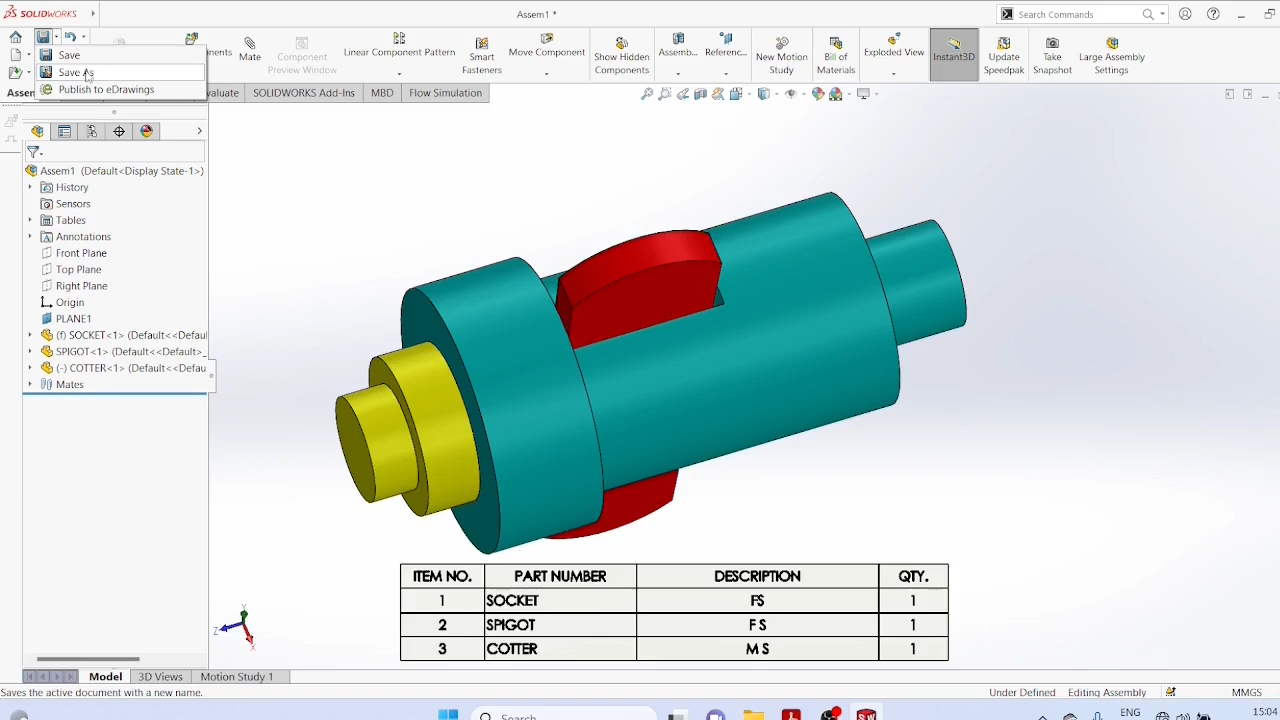 SOLIDWORKS
Assem1 *
Search Commands
Save
Save As
Publish to eDrawings
Mate
Component Preview Window
Linear Component Pattern
Smart Fasteners
Move Component
Show Hidden Components
Assemb...
Referenc...
New Motion Study
Bill of Materials
Exploded View
Instant3D
Update Speedpak
Take Snapshot
Large Assembly Settings
SOLIDWORKS Add-Ins
MBD
Flow Simulation
Assem1 (Default<Display State-1>)
History
Sensors
Tables
Annotations
Front Plane
Top Plane
Right Plane
Origin
PLANE1
(f) SOCKET<1> (Default<<Defaul
SPIGOT<1> (Default<<Default>_
(-) COTTER<1> (Default<<Defau
Mates
ITEM NO. PART NUMBER DESCRIPTION QTY.
1 SOCKET FS 1
2 SPIGOT F S 1
3 COTTER M S 1
Z
X
Model
3D Views
Motion Study 1
Saves the active document with a new name.
Under Defined
Editing Assembly
MMGS
Search
ENG
15:04